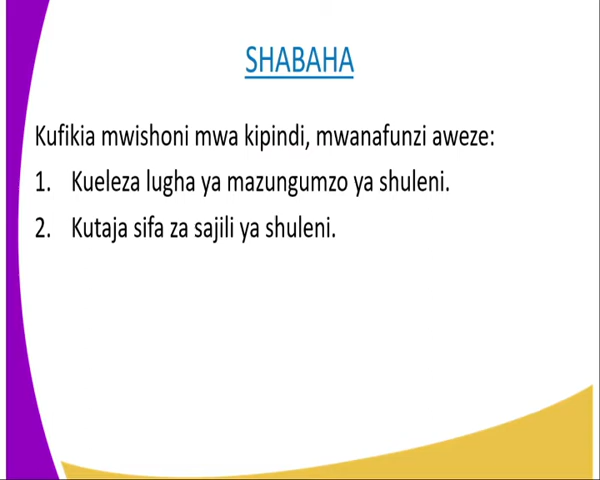 SHABAHA
Kufikia mwishoni mwa kipindi, mwanafunzi aweze:
1. Kueleza lugha ya mazungumzo ya shuleni.
2. Kutaja sifa za sajili ya shuleni.